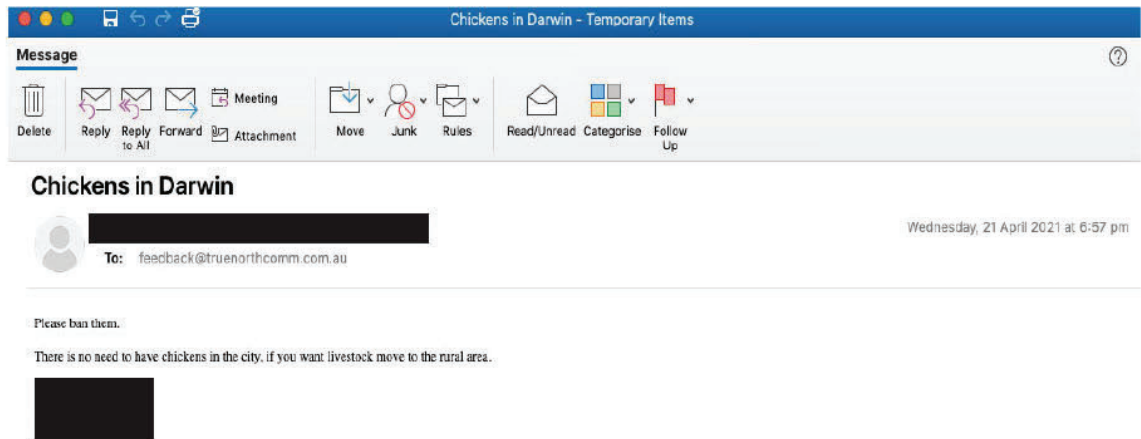 Chickens in Darwin – Temporary Items
Message
Delete
Reply
Reply to All
Forward
Meeting
Attachment
Move
Junk
Rules
Read/Unread
Categorise
Follow Up
Chickens in Darwin
Wednesday, 21 April 2021 at 6:57 pm
To: feedback@truenorthcomm.com.au
Please ban them.
There is no need to have chickens in the city, if you want livestock move to the rural area.